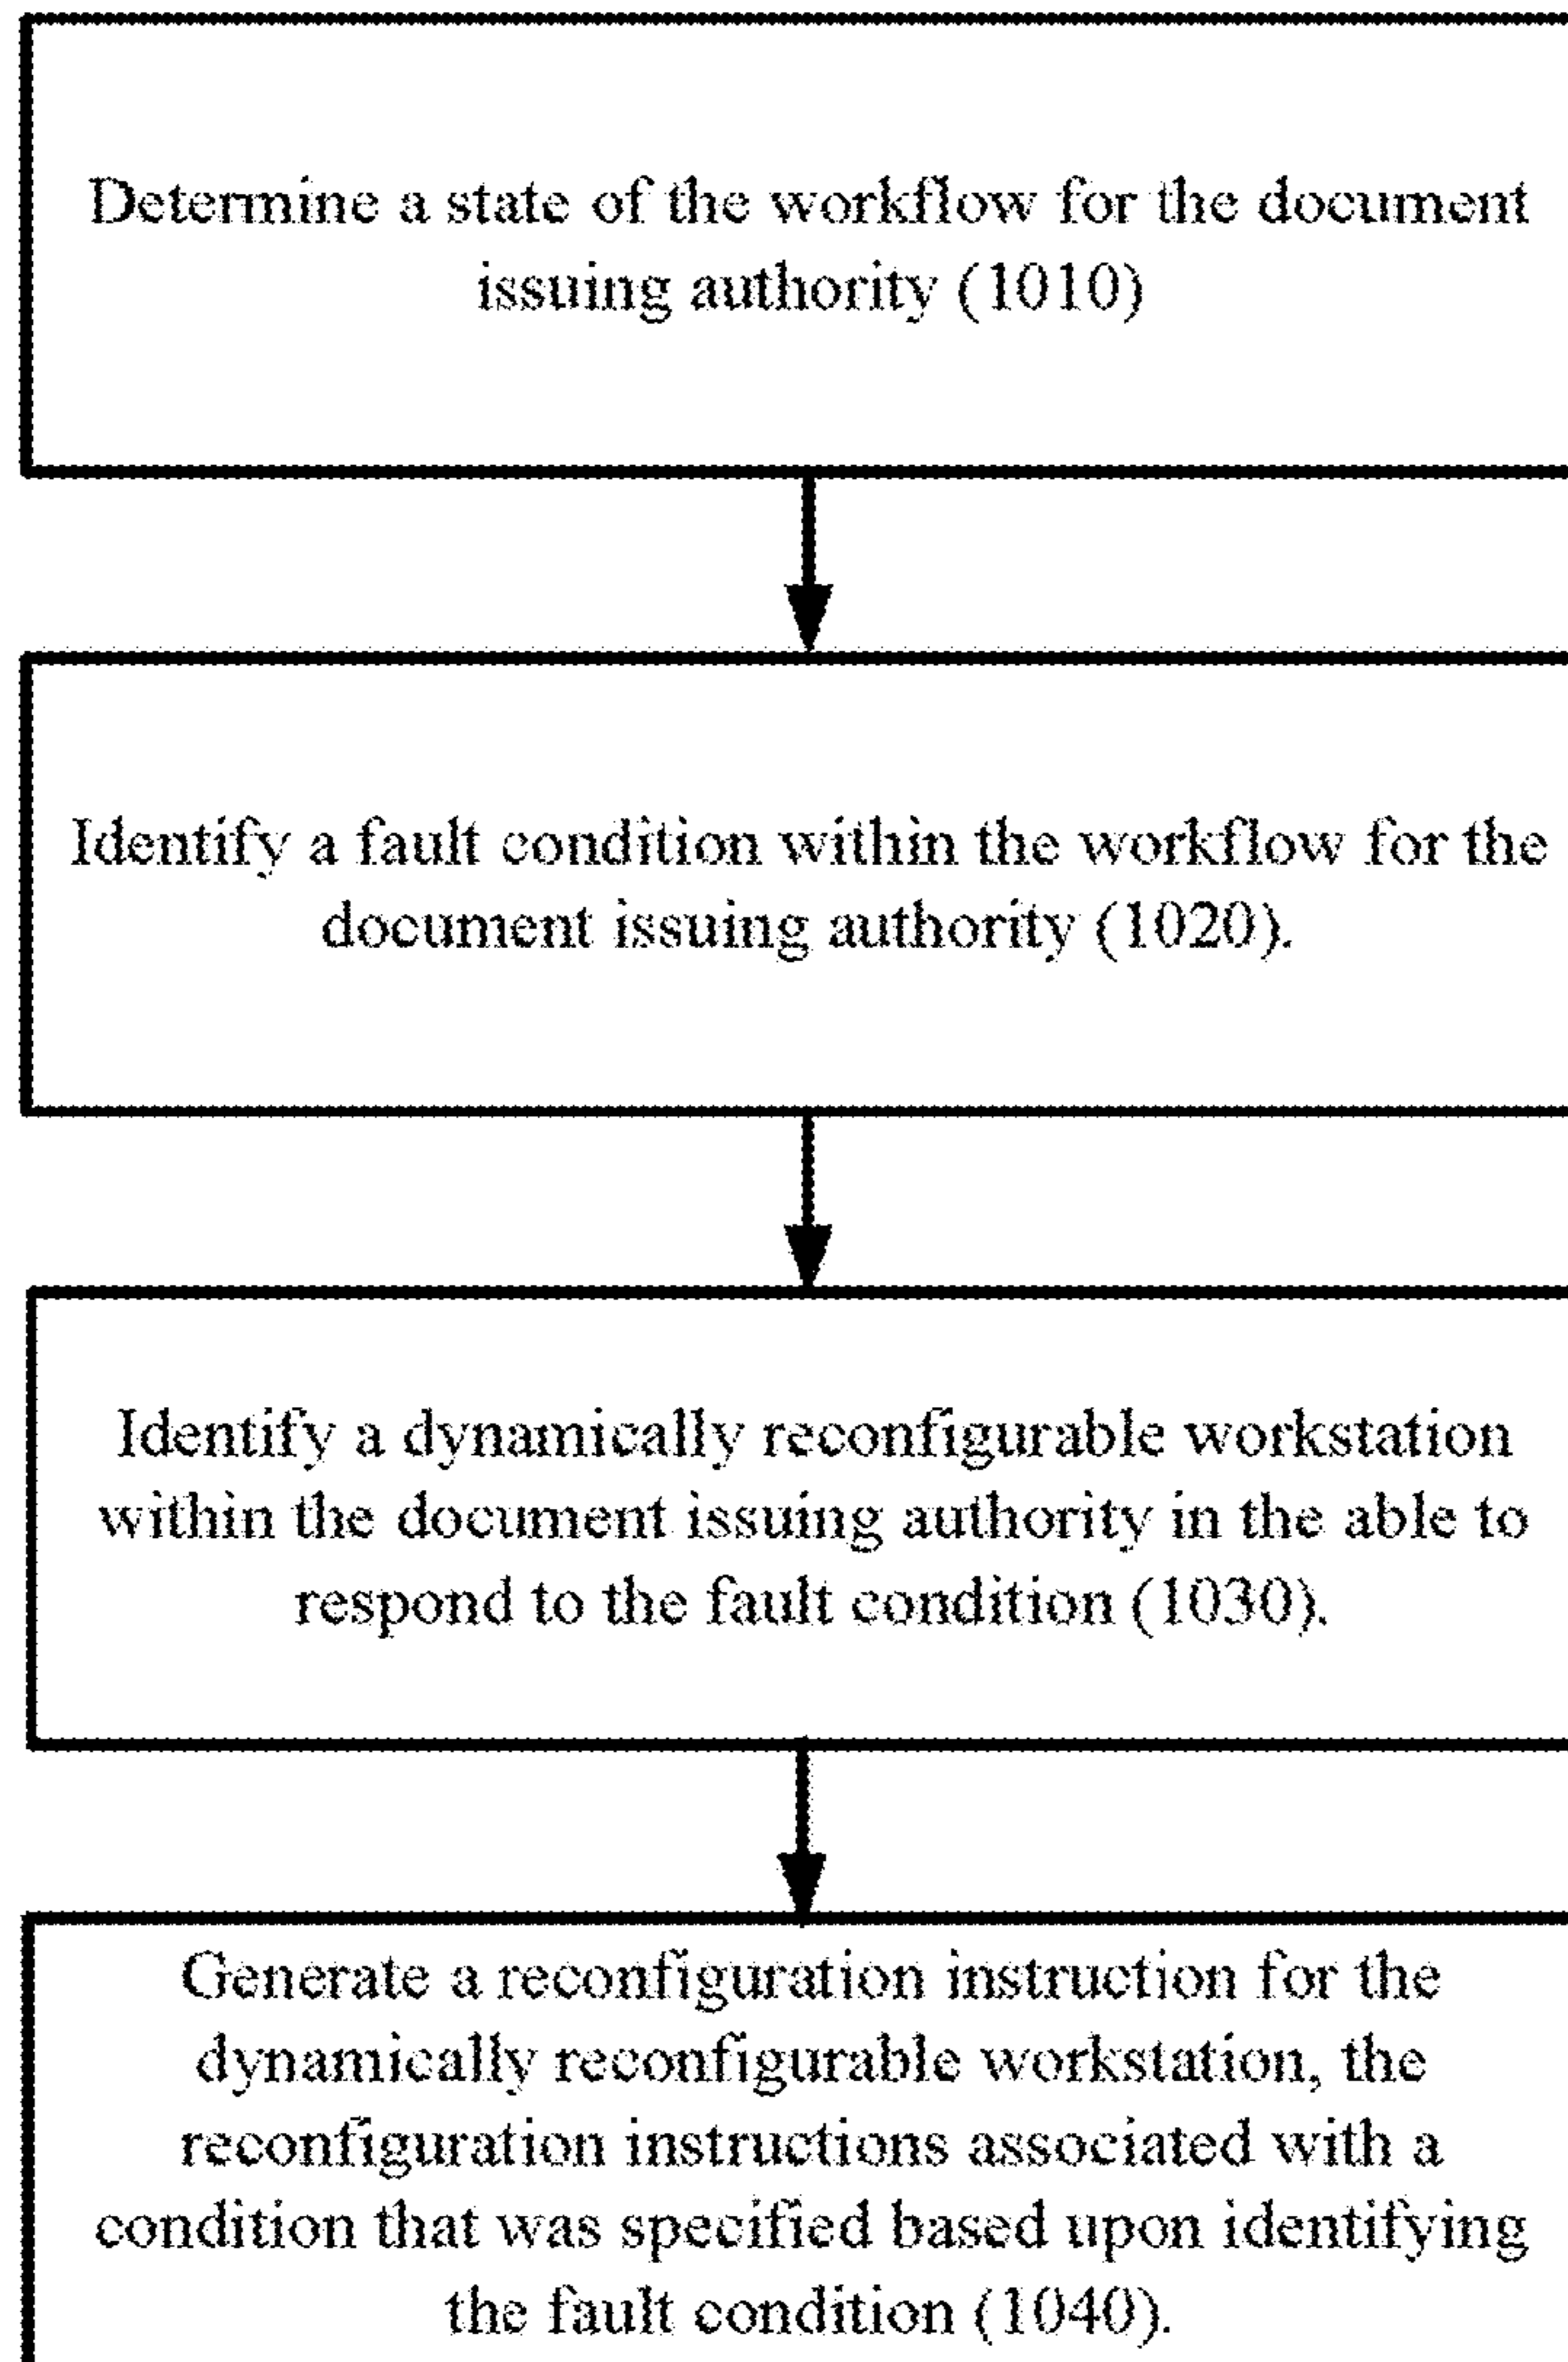 Determine a state of the workflow for the document
issuing authority (1010)
Identify a fault condition within the workflow for the
document issuing authority (1020).
Identify a dynamically reconfigurable workstation
within the document issuing authority in the able to
respond to the fault condition (1030).
Generate a reconfiguration instruction for the
dynamically reconfigurable workstation, the
reconfiguration instructions associated with a
condition that was specified based upon identifying
the fault condition (1040).